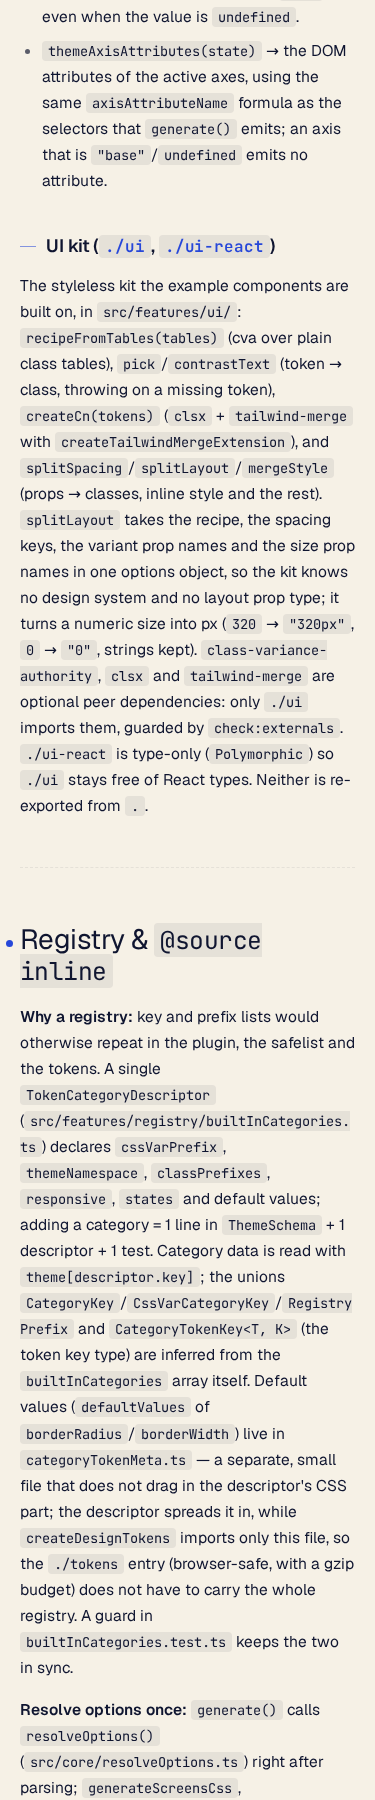 even when the value is undefined.
• themeAxisAttributes(state) → the DOM
attributes of the active axes, using the
same axisAttributeName formula as the
selectors that generate() emits; an axis
that is "base"/undefined emits no
attribute.
— UI kit (./ui, ./ui-react)
The styleless kit the example components are
built on, in src/features/ui/:
recipeFromTables(tables) (cva over plain
class tables), pick/contrastText (token →
class, throwing on a missing token),
createCn(tokens) (clsx + tailwind-merge
with createTailwindMergeExtension), and
splitSpacing/splitLayout/mergeStyle
(props → classes, inline style and the rest).
splitLayout takes the recipe, the spacing
keys, the variant prop names and the size prop
names in one options object, so the kit knows
no design system and no layout prop type; it
turns a numeric size into px (320 → "320px",
0 → "0", strings kept). class-variance-
authority, clsx and tailwind-merge are
optional peer dependencies: only ./ui
imports them, guarded by check:externals.
./ui-react is type-only (Polymorphic) so
./ui stays free of React types. Neither is re-
exported from ..
Registry & @source
inline
Why a registry: key and prefix lists would
otherwise repeat in the plugin, the safelist and
the tokens. A single
TokenCategoryDescriptor
(src/features/registry/builtInCategories.
ts) declares cssVarPrefix,
themeNamespace, classPrefixes,
responsive, states and default values;
adding a category = 1 line in ThemeSchema + 1
descriptor + 1 test. Category data is read with
theme[descriptor.key]; the unions
CategoryKey/CssVarCategoryKey/Registry
Prefix and CategoryTokenKey<T, K> (the
token key type) are inferred from the
builtInCategories array itself. Default
values (defaultValues of
borderRadius/borderWidth) live in
categoryTokenMeta.ts — a separate, small
file that does not drag in the descriptor's CSS
part; the descriptor spreads it in, while
createDesignTokens imports only this file, so
the ./tokens entry (browser-safe, with a gzip
budget) does not have to carry the whole
registry. A guard in
builtInCategories.test.ts keeps the two
in sync.
Resolve options once: generate() calls
resolveOptions()
(src/core/resolveOptions.ts) right after
parsing; generateScreensCss,